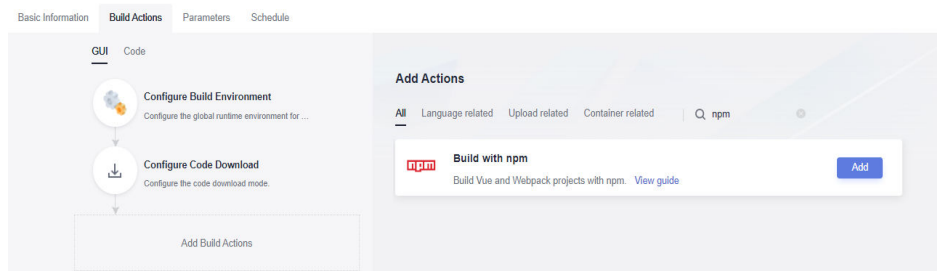 Basic Information Build Actions Parameters Schedule
GUI Code
Configure Build Environment
Configure the global runtime environment for ...
Configure Code Download
Configure the code download mode.
Add Build Actions
Add Actions
All Language related Upload related Container related npm
npm
Build with npm
Build Vue and Webpack projects with npm. View guide
Add